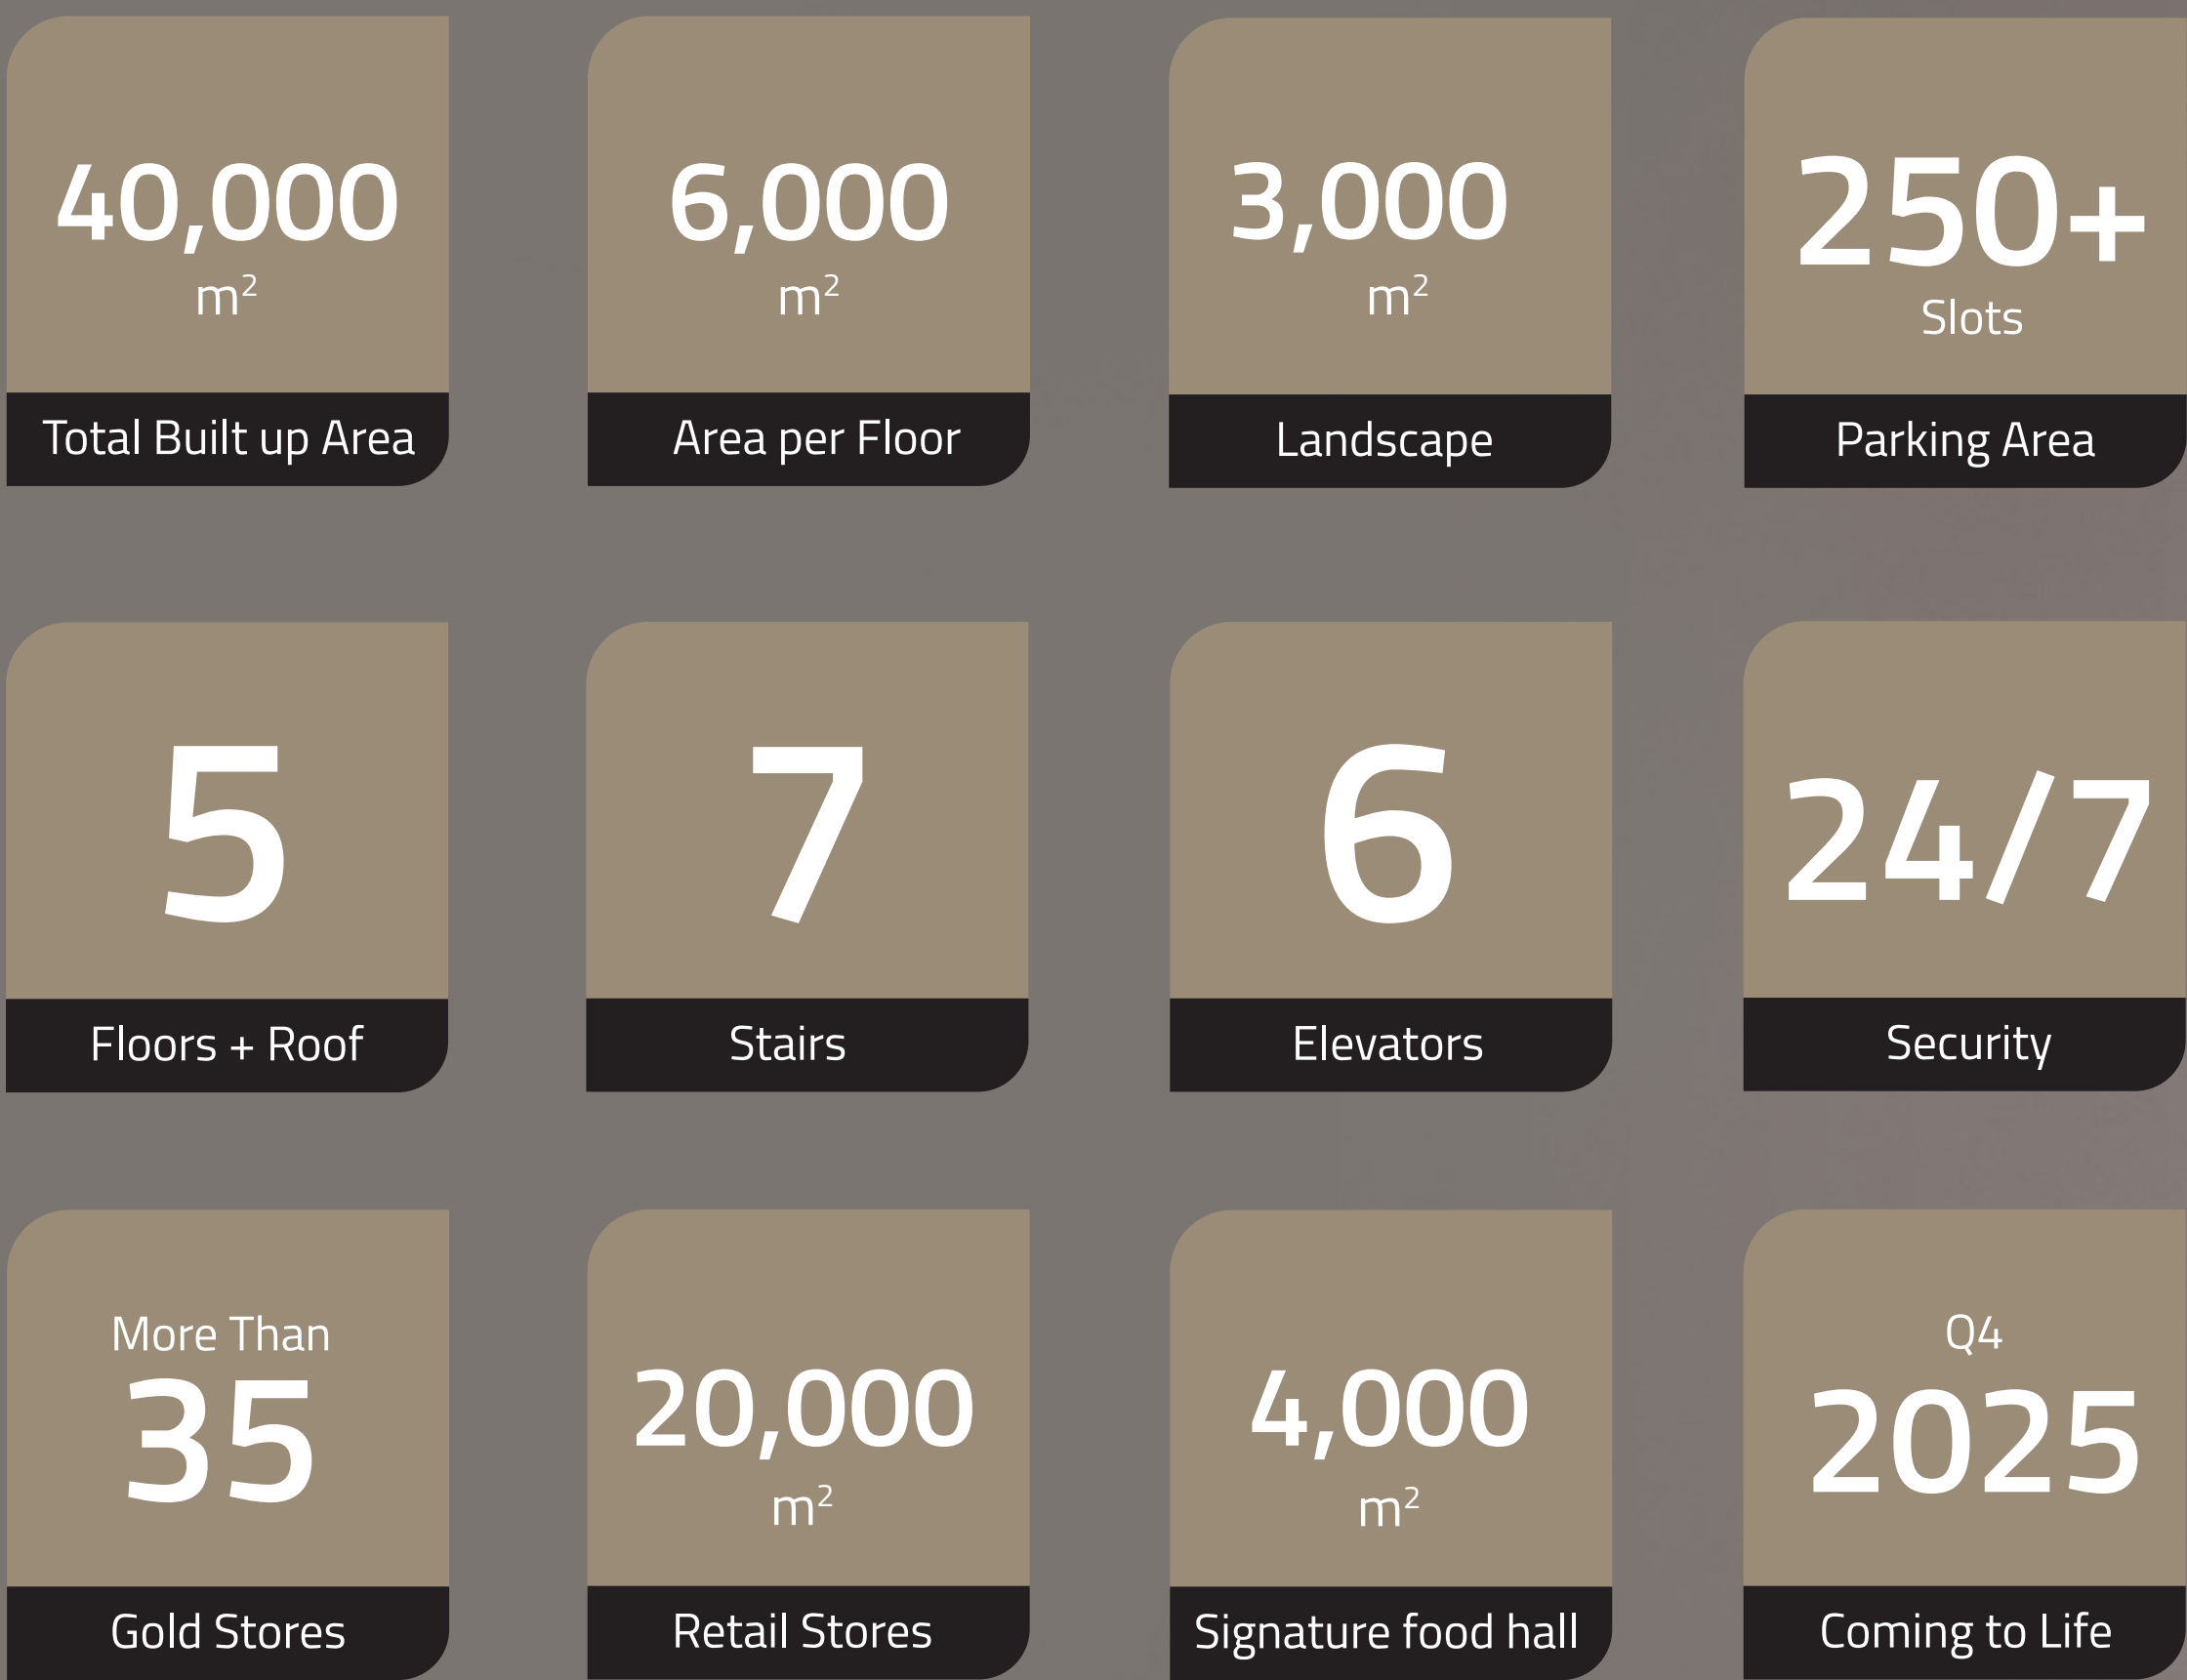 40,000
m²
Total Built up Area
6,000
m²
Area per Floor
3,000
m²
Landscape
250+
Slots
Parking Area
5
Floors + Roof
7
Stairs
6
Elevators
24/7
Security
More Than
35
Gold Stores
20,000
m²
Retail Stores
4,000
m²
Signature food hall
Q4
2025
Coming to Life